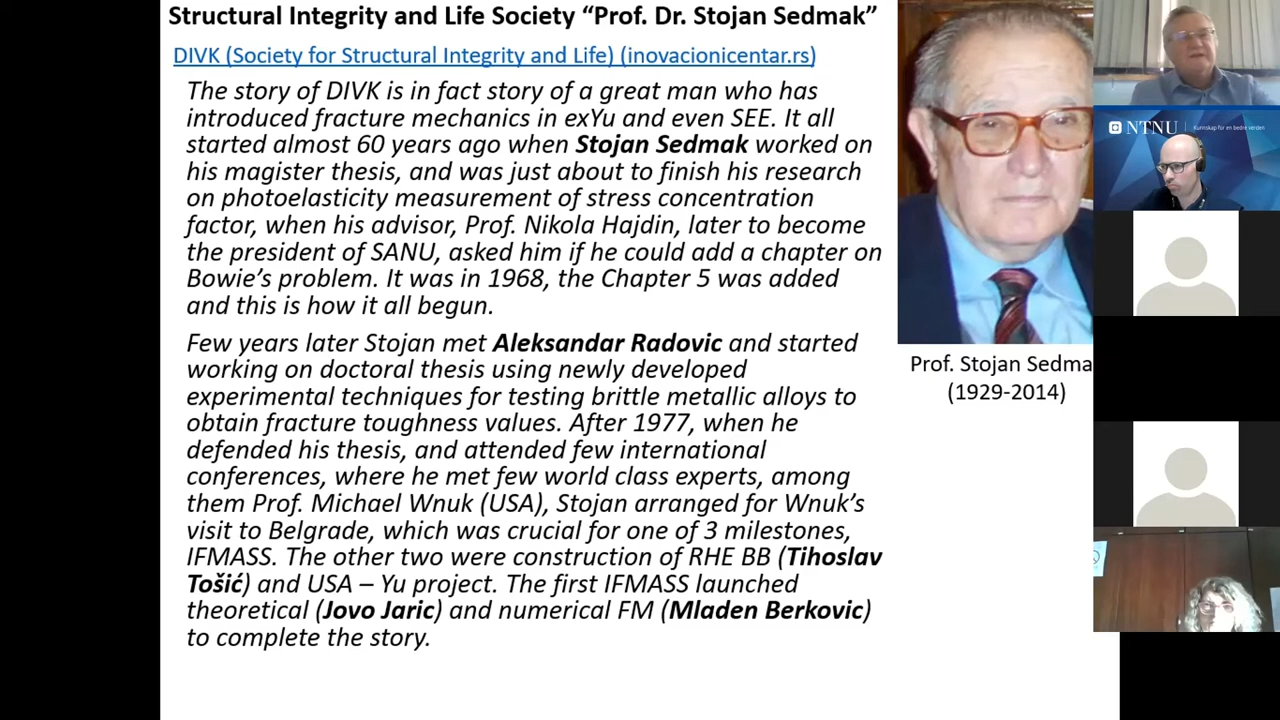 Structural Integrity and Life Society “Prof. Dr. Stojan Sedmak”
DIVK (Society for Structural Integrity and Life) (inovacionicentar.rs)
The story of DIVK is in fact story of a great man who has
introduced fracture mechanics in exYu and even SEE. It all
started almost 60 years ago when Stojan Sedmak worked on
his magister thesis, and was just about to finish his research
on photoelasticity measurement of stress concentration
factor, when his advisor, Prof. Nikola Hajdin, later to become
the president of SANU, asked him if he could add a chapter on
Bowie’s problem. It was in 1968, the Chapter 5 was added
and this is how it all begun.
Few years later Stojan met Aleksandar Radovic and started
working on doctoral thesis using newly developed
experimental techniques for testing brittle metallic alloys to
obtain fracture toughness values. After 1977, when he
defended his thesis, and attended few international
conferences, where he met few world class experts, among
them Prof. Michael Wnuk (USA), Stojan arranged for Wnuk’s
visit to Belgrade, which was crucial for one of 3 milestones,
IFMASS. The other two were construction of RHE BB (Tihoslav
Tošić) and USA – Yu project. The first IFMASS launched
theoretical (Jovo Jaric) and numerical FM (Mladen Berkovic)
to complete the story.
Prof. Stojan Sedma
(1929-2014)
NTNU
Kunnskap for en bedre verden